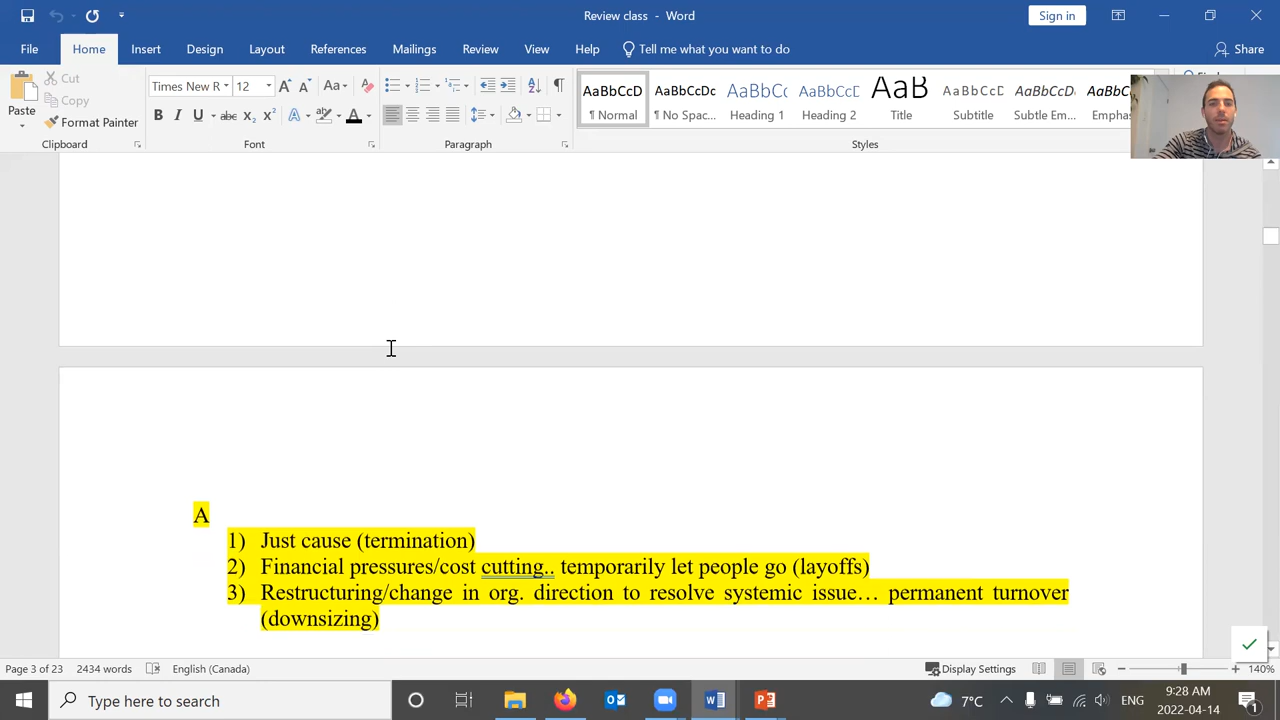 Review class - Word
Sign in
File Home Insert Design Layout References Mailings Review View Help Tell me what you want to do Share
Paste
Cut
Copy
Format Painter
Clipboard
Times New R 12
Font
Paragraph
AaBbCcD
¶ Normal
AaBbCcDc
¶ No Spac...
AaBbCc
Heading 1
AaBbCcD
Heading 2
AaB
Title
AaBbCcD
Subtitle
AaBbCcD
Subtle Em...
AaBbCc
Emphas
Styles
A
1) Just cause (termination)
2) Financial pressures/cost cutting.. temporarily let people go (layoffs)
3) Restructuring/change in org. direction to resolve systemic issue… permanent turnover
(downsizing)
Page 3 of 23 2434 words English (Canada) Display Settings 140%
Type here to search
7°C ENG
9:28 AM
2022-04-14